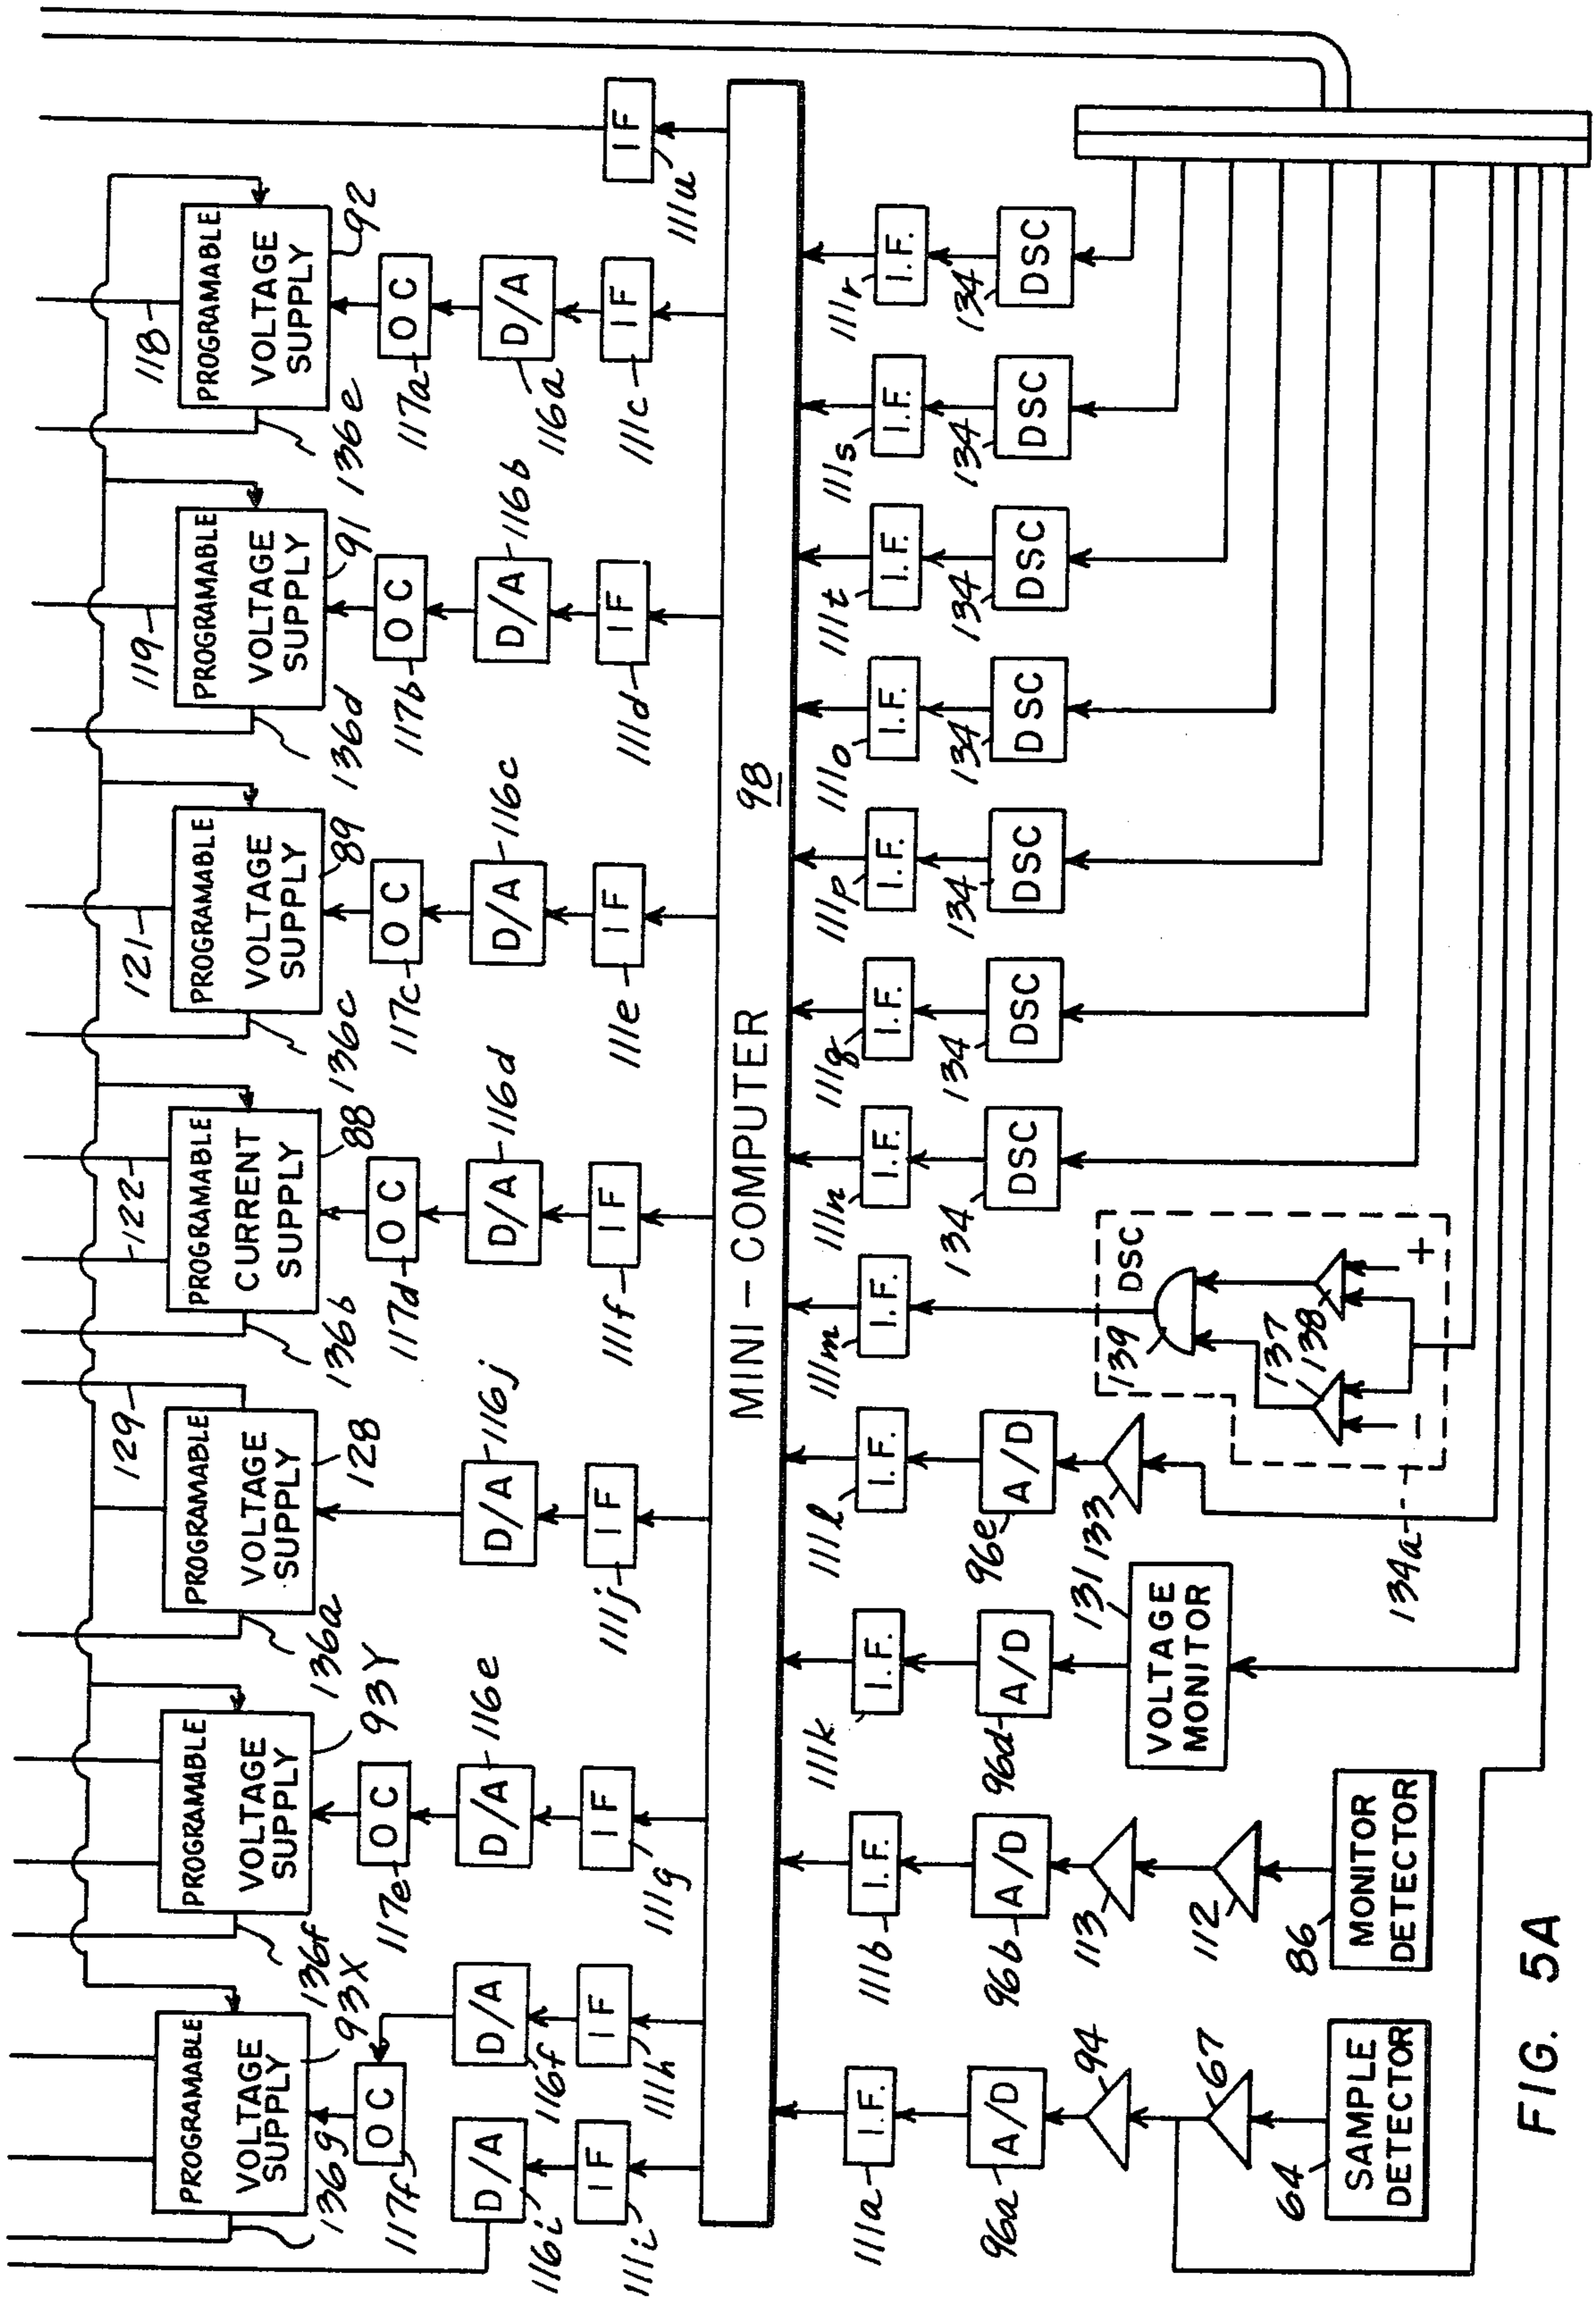 129
122
121
119
118
PROGRAMABLE
VOLTAGE
SUPPLY
136g
93X
PROGRAMABLE
VOLTAGE
SUPPLY
136f
93Y
PROGRAMABLE
VOLTAGE
SUPPLY
136a
128
PROGRAMABLE
CURRENT
SUPPLY
136b
88
PROGRAMABLE
VOLTAGE
SUPPLY
136c
89
PROGRAMABLE
VOLTAGE
SUPPLY
136d
91
PROGRAMABLE
VOLTAGE
SUPPLY
136e
92
117f
OC
117e
OC
117d
OC
117c
OC
117b
OC
117a
OC
D/A
116i
D/A
116f
D/A
116e
D/A
116j
D/A
116d
D/A
116c
D/A
116b
D/A
116a
IF
111i
IF
111h
IF
111g
IF
111j
IF
111f
IF
111e
IF
111d
IF
111c
IF
111u
MINI-COMPUTER 98
111a
I.F.
111b
I.F.
111k
I.F.
111l
I.F.
111m
I.F.
111n
I.F.
111q
I.F.
111p
I.F.
111o
I.F.
111t
I.F.
111s
I.F.
111r
I.F.
96a
A/D
96b
A/D
96d
A/D
96e
A/D
134
DSC
134
DSC
134
DSC
134
DSC
134
DSC
134
DSC
134
DSC
94
113
131
VOLTAGE
MONITOR
133
139
DSC
67
112
137
138
-
+
134a
64
SAMPLE
DETECTOR
86
MONITOR
DETECTOR
FIG. 5A